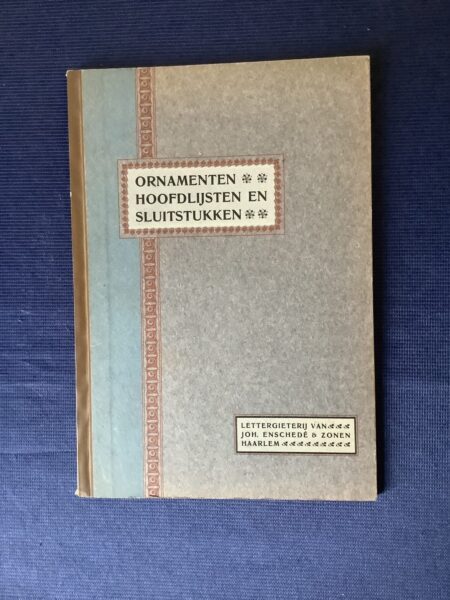 ORNAMENTEN
HOOFDLIJSTEN EN
SLUITSTUKKEN
LETTERGIETERIJ VAN
JOH. ENSCHEDÉ & ZONEN
HAARLEM